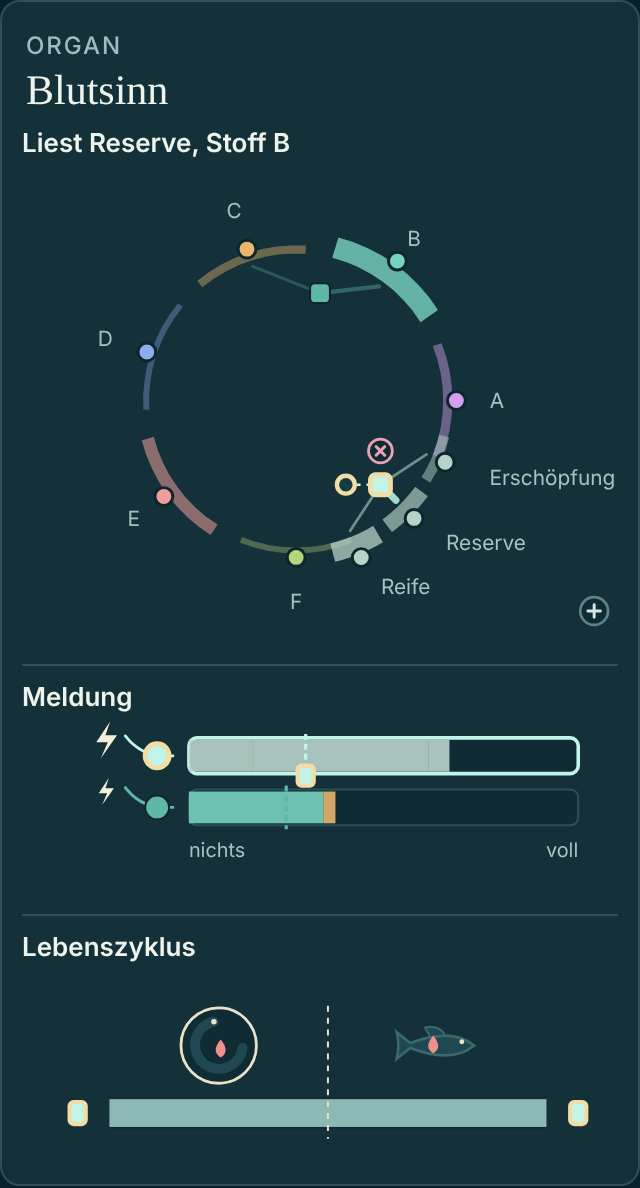 ORGAN
Blutsinn
Liest Reserve, Stoff B
C
B
D
A
Erschöpfung
E
Reserve
Reife
F
Meldung
nichts
voll
Lebenszyklus